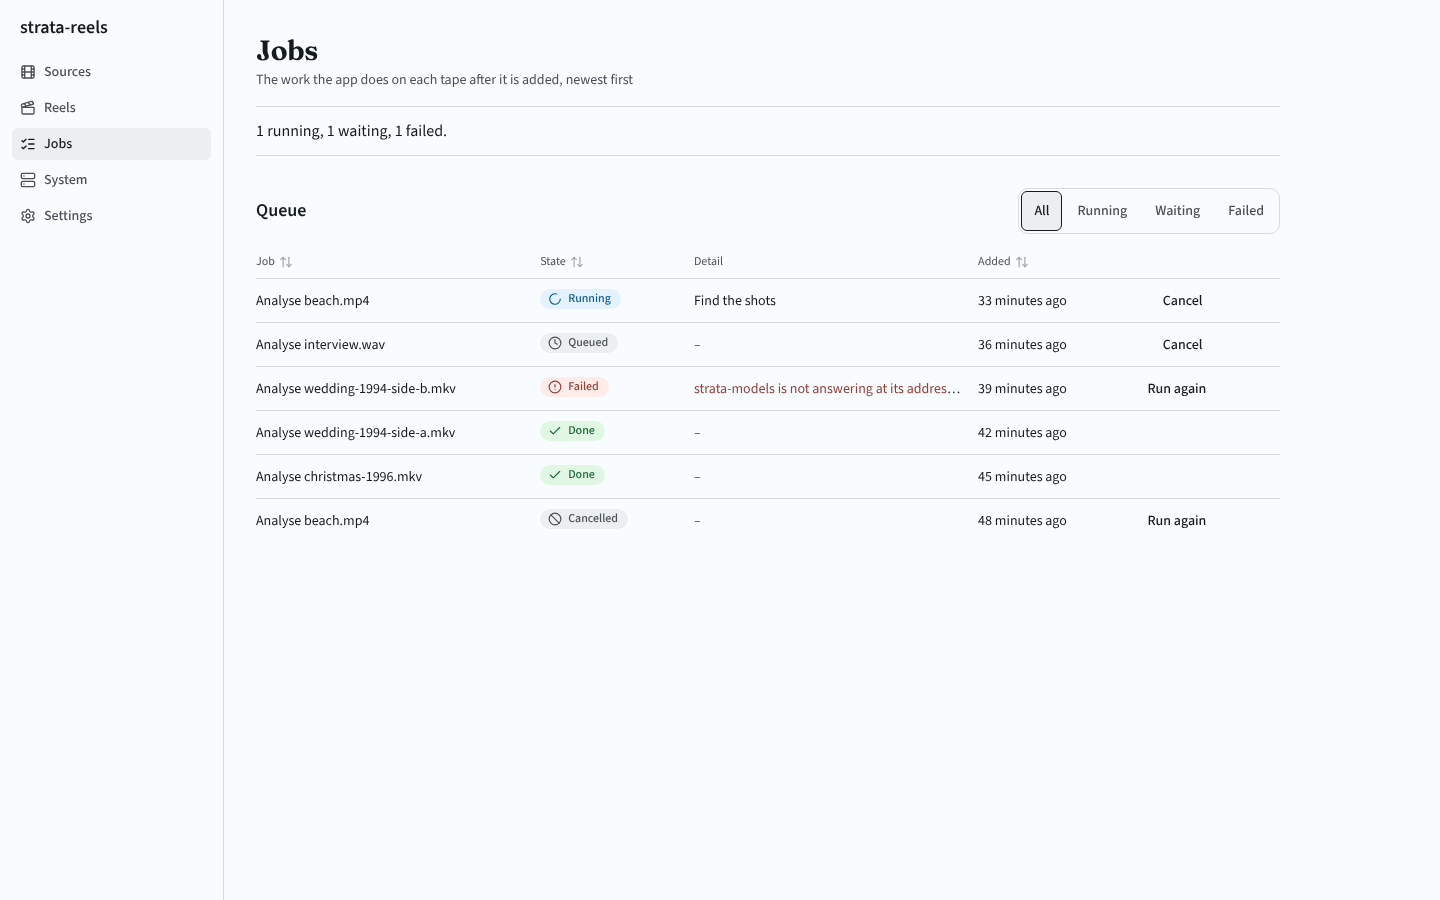 strata-reels
Sources
Reels
Jobs
System
Settings
Jobs
The work the app does on each tape after it is added, newest first
1 running, 1 waiting, 1 failed.
Queue
All Running Waiting Failed
Job State Detail Added
Analyse beach.mp4 Running Find the shots 33 minutes ago Cancel
Analyse interview.wav Queued – 36 minutes ago Cancel
Analyse wedding-1994-side-b.mkv Failed strata-models is not answering at its addres… 39 minutes ago Run again
Analyse wedding-1994-side-a.mkv Done – 42 minutes ago
Analyse christmas-1996.mkv Done – 45 minutes ago
Analyse beach.mp4 Cancelled – 48 minutes ago Run again